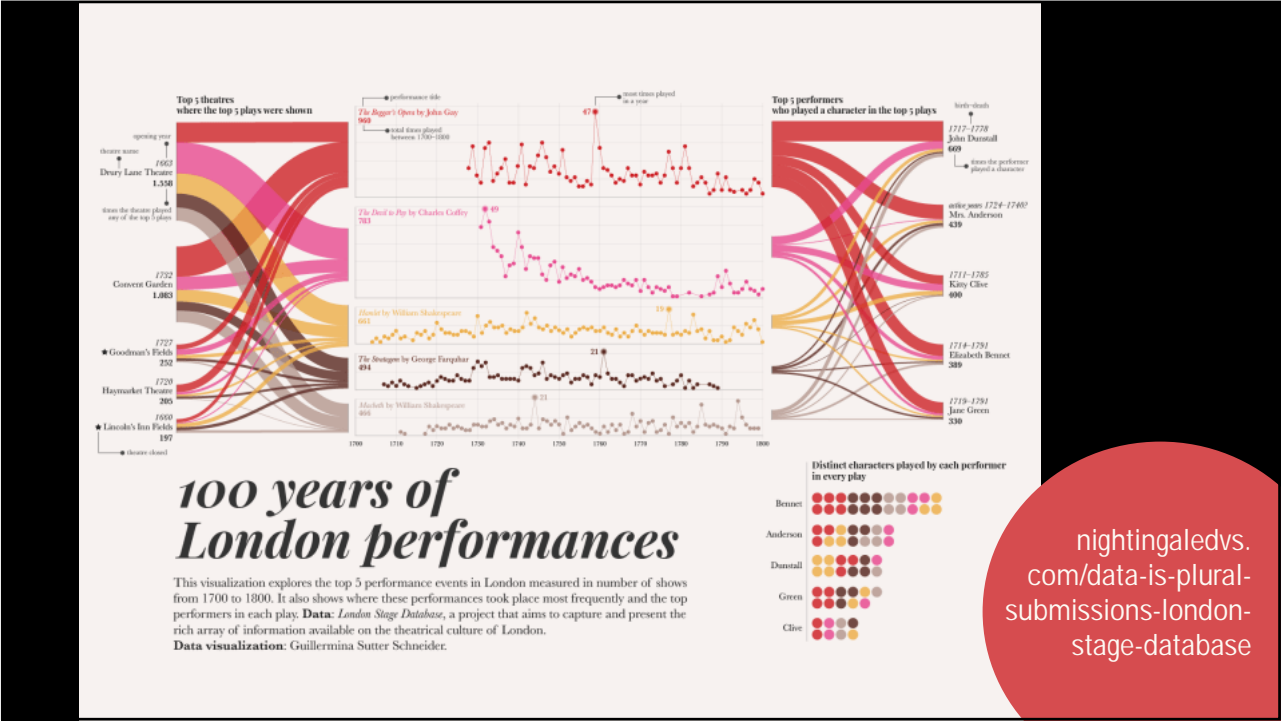 Top 5 theatres
where the top 5 plays were shown
opening year
theatre name
1663
Drury Lane Theatre
1.558
times the theatre played
any of the top 5 plays
1732
Convent Garden
1.083
1727
Goodman's Fields
252
1720
Haymarket Theatre
205
1660
Lincoln's Inn Fields
197
theatre closed
performance title
The Beggar's Opera by John Gay
960
total times played
between 1700-1800
most times played
in a year
47
The Devil to Pay by Charles Coffey
783
49
Hamlet by William Shakespeare
661
19
The Stratagem by George Farquhar
494
21
Macbeth by William Shakespeare
21
1700 1710 1720 1730 1740 1750 1760 1770 1780 1790 1800
Top 5 performers
who played a character in the top 5 plays
birth–death
1717–1778
John Dunstall
669
times the performer
played a character
active years 1724–1740?
Mrs. Anderson
439
1711–1785
Kitty Clive
400
1714–1791
Elizabeth Bennet
389
1719–1791
Jane Green
330
100 years of
London performances
This visualization explores the top 5 performance events in London measured in number of shows
from 1700 to 1800. It also shows where these performances took place most frequently and the top
performers in each play. Data: London Stage Database, a project that aims to capture and present the
rich array of information available on the theatrical culture of London.
Data visualization: Guillermina Sutter Schneider.
Distinct characters played by each performer
in every play
Bennet
Anderson
Dunstall
Green
Clive
nightingaledvs.
com/data-is-plural-
submissions-london-
stage-database